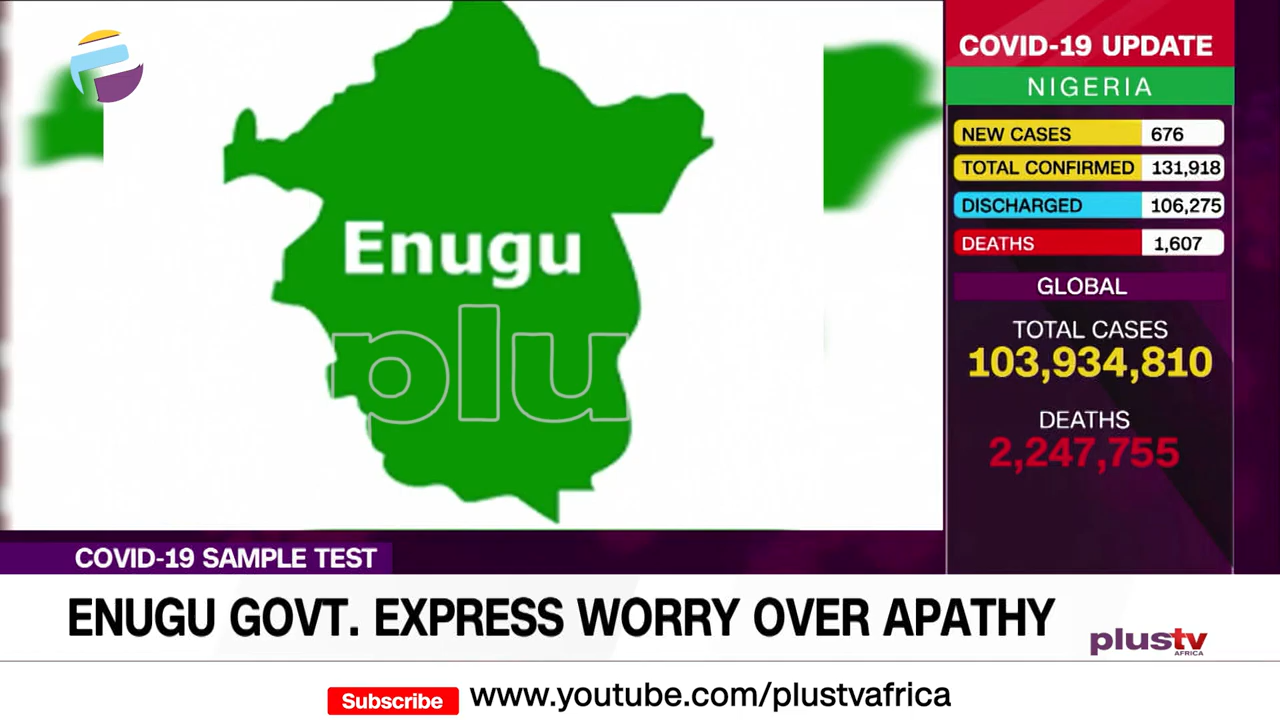 COVID-19 UPDATE
NIGERIA
NEW CASES 676
TOTAL CONFIRMED 131,918
DISCHARGED 106,275
DEATHS 1,607
GLOBAL
TOTAL CASES
103,934,810
DEATHS
2,247,755
Enugu
plu
COVID-19 SAMPLE TEST
ENUGU GOVT. EXPRESS WORRY OVER APATHY
plustv
AFRICA
Subscribe www.youtube.com/plustvafrica